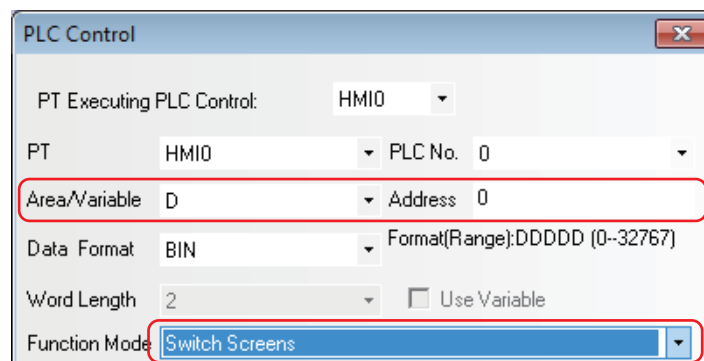 PLC Control
PT Executing PLC Control: HMI0
PT HMI0 PLC No. 0
Area/Variable D Address 0
Data Format BIN Format(Range):DDDDD (0--32767)
Word Length 2 Use Variable
Function Mode Switch Screens